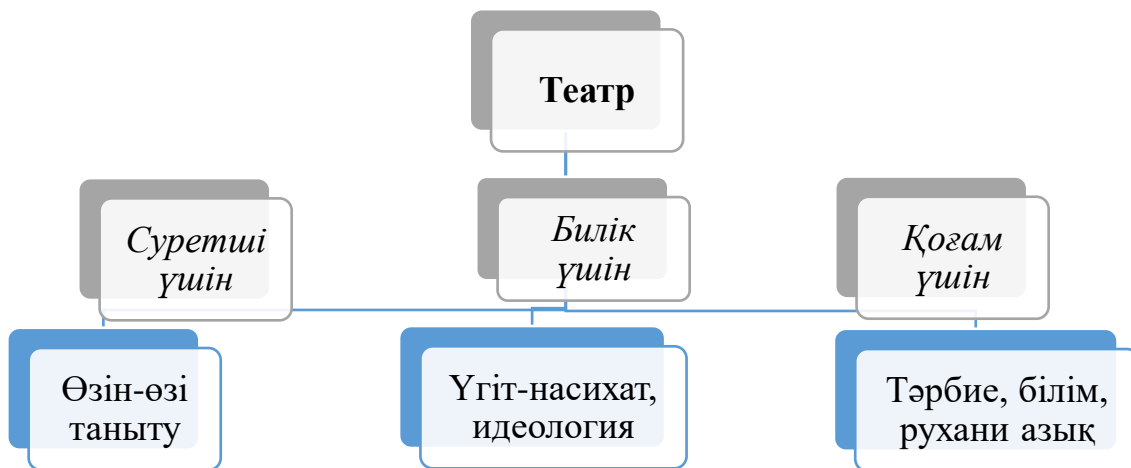 Театр
Суретші
үшін
Билік
үшін
Қоғам
үшін
Өзін-өзі
таныту
Үгіт-насихат,
идеология
Тәрбие, білім,
рухани азық